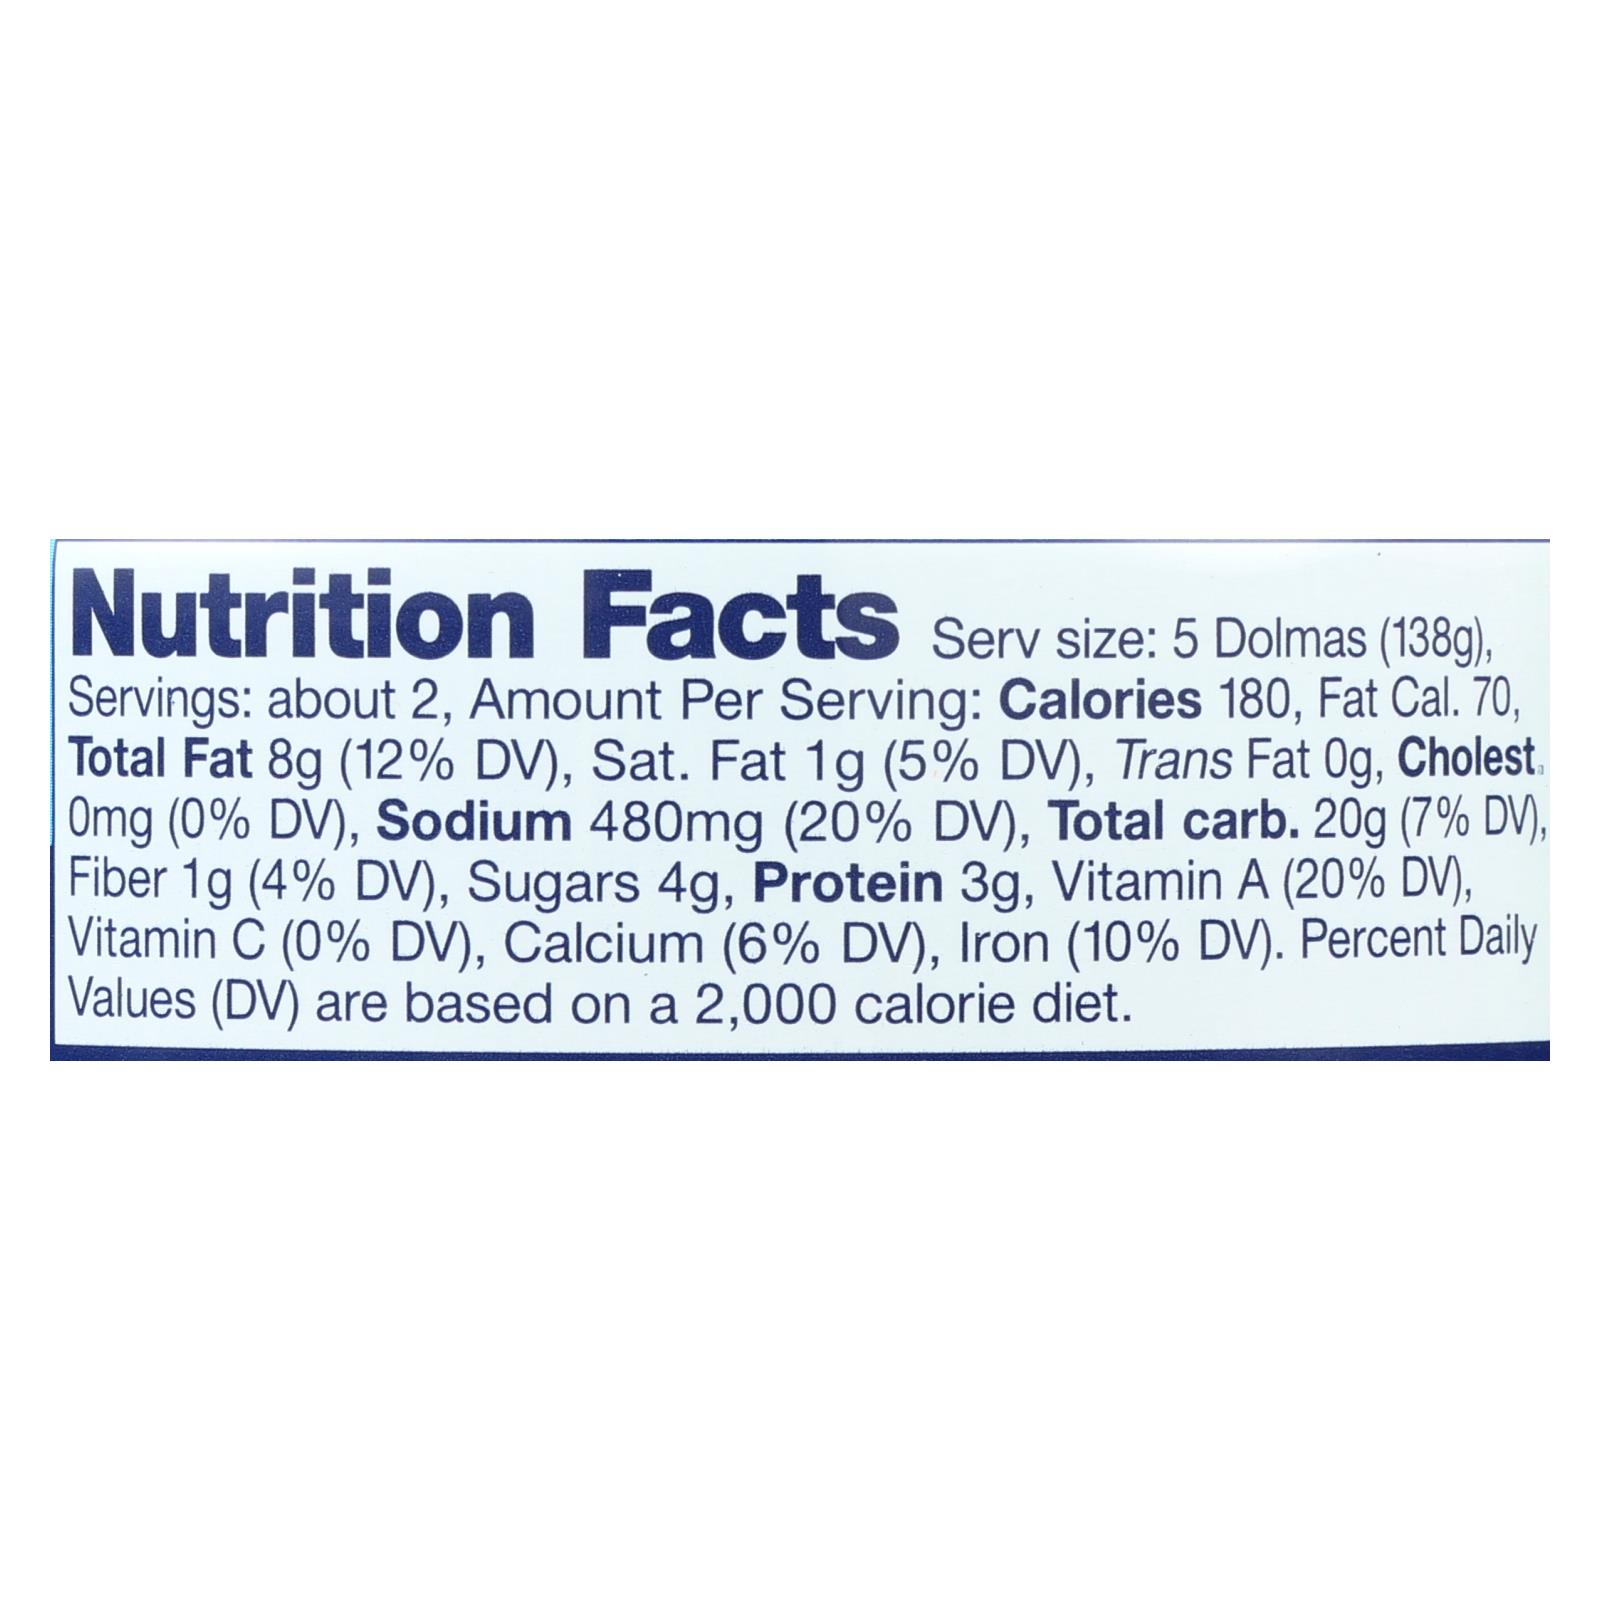 Nutrition Facts Serv size: 5 Dolmas (138g),
Servings: about 2, Amount Per Serving: Calories 180, Fat Cal. 70,
Total Fat 8g (12% DV), Sat. Fat 1g (5% DV), Trans Fat 0g, Cholest.
0mg (0% DV), Sodium 480mg (20% DV), Total carb. 20g (7% DV),
Fiber 1g (4% DV), Sugars 4g, Protein 3g, Vitamin A (20% DV),
Vitamin C (0% DV), Calcium (6% DV), Iron (10% DV). Percent Daily
Values (DV) are based on a 2,000 calorie diet.